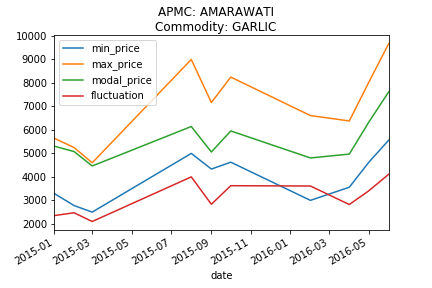 APMC: AMARAWATI
Commodity: GARLIC
min_price
max_price
modal_price
fluctuation
10000
9000
8000
7000
6000
5000
4000
3000
2000
2015-01
2015-03
2015-05
2015-07
2015-09
2015-11
2016-01
2016-03
2016-05
date